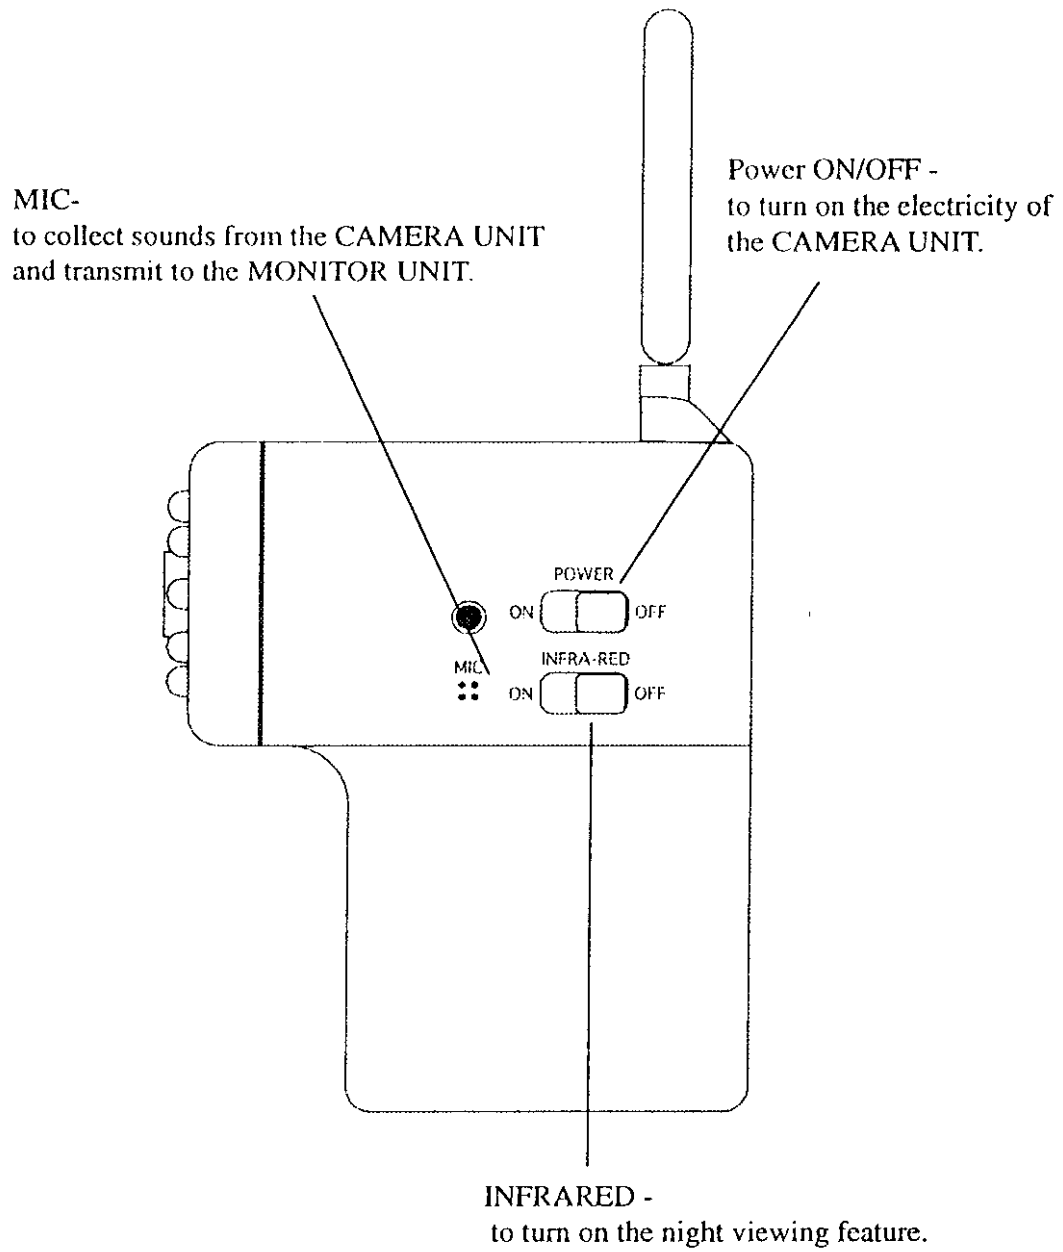 MIC-
to collect sounds from the CAMERA UNIT
and transmit to the MONITOR UNIT.
Power ON/OFF -
to turn on the electricity of
the CAMERA UNIT.
POWER
ON OFF
MIC
INFRA-RED
ON OFF
INFRARED -
to turn on the night viewing feature.